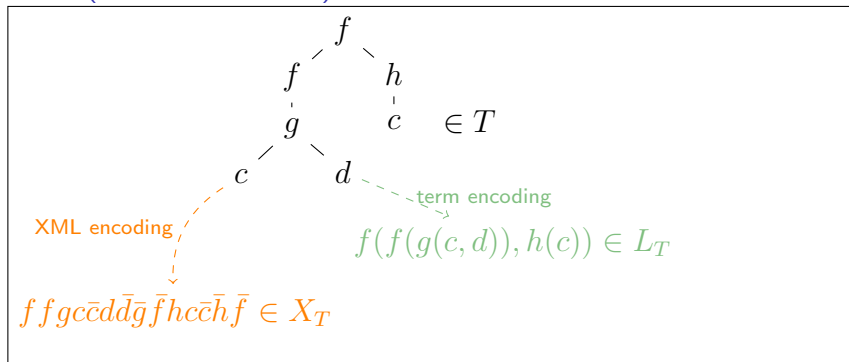 f
f h
g c ∈ T
c d
term encoding
XML encoding
f(f(g(c, d)), h(c)) ∈ L_T
ffgcc̄dd̄ḡf̄hcc̄h̄f̄ ∈ X_T